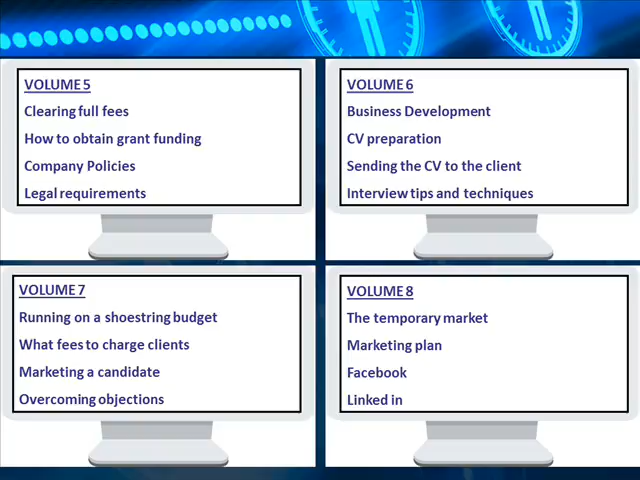 VOLUME 5
Clearing full fees
How to obtain grant funding
Company Policies
Legal requirements
VOLUME 6
Business Development
CV preparation
Sending the CV to the client
Interview tips and techniques
VOLUME 7
Running on a shoestring budget
What fees to charge clients
Marketing a candidate
Overcoming objections
VOLUME 8
The temporary market
Marketing plan
Facebook
Linked in